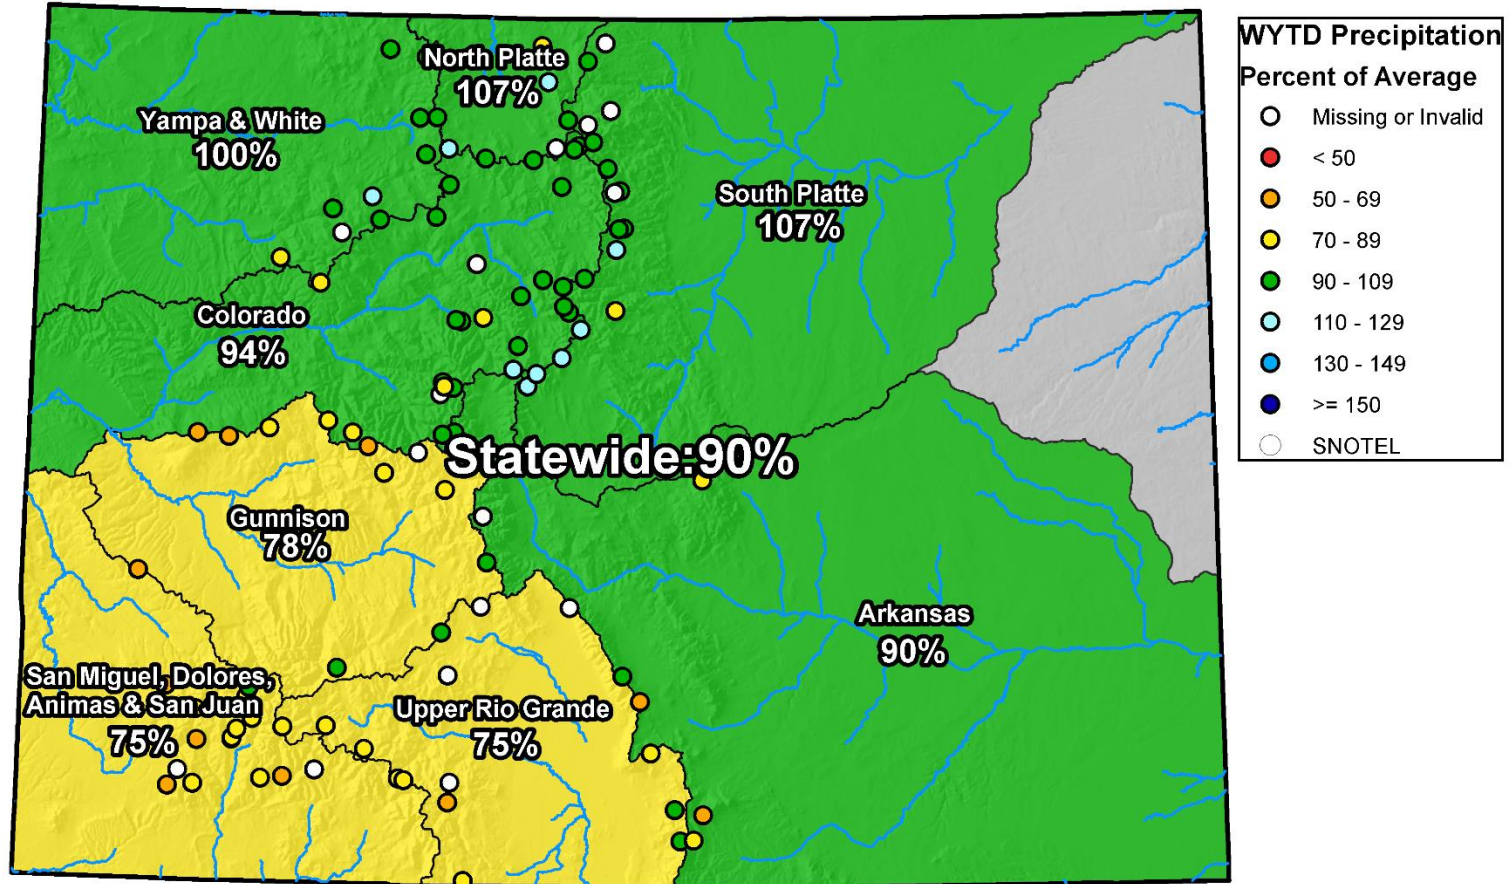 North Platte
107%
Yampa & White
100%
South Platte
107%
Colorado
94%
Statewide:90%
Gunnison
78%
Arkansas
90%
San Miguel, Dolores,
Animas & San Juan
75%
Upper Rio Grande
75%
WYTD Precipitation
Percent of Average
Missing or Invalid
< 50
50 - 69
70 - 89
90 - 109
110 - 129
130 - 149
>= 150
SNOTEL